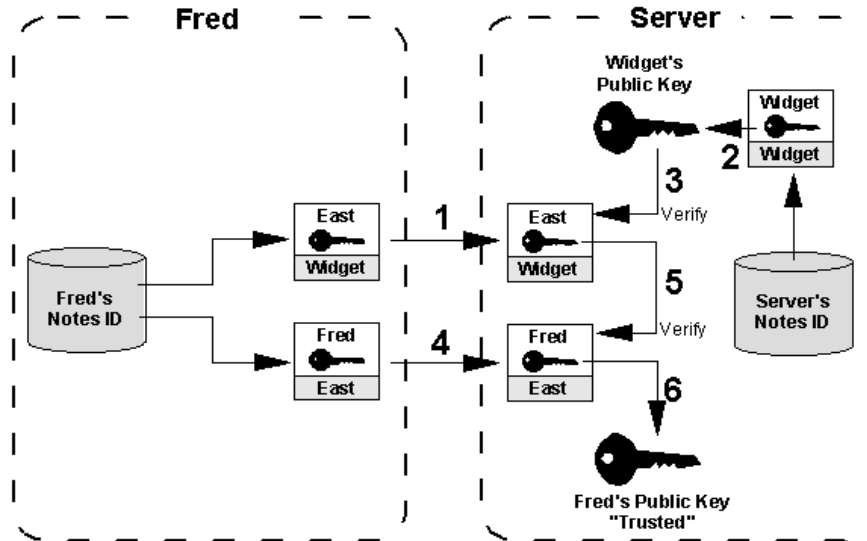 Fred
Server
Widget's
Public Key
Widget
2
Widget
3
Verify
East
1
East
Widget
Widget
5
Fred's
Notes ID
Server's
Notes ID
Fred
4
Fred
Verify
East
East
6
Fred's Public Key
"Trusted"